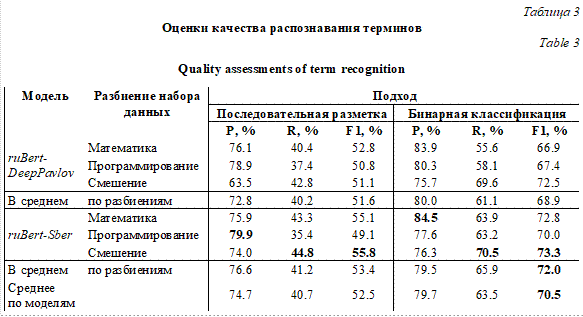 Таблица 3
Оценки качества распознавания терминов
Table 3
Quality assessments of term recognition
Модель Разбиение набора данных Подход
Последовательная разметка Бинарная классификация
P, % R, % F1, % P, % R, % F1, %
ruBert-DeepPavlov
Математика 76.1 40.4 52.8 83.9 55.6 66.9
Программирование 78.9 37.4 50.8 80.3 58.1 67.4
Смешение 63.5 42.8 51.1 75.7 69.6 72.5
В среднем по разбиениям 72.8 40.2 51.6 80.0 61.1 68.9
ruBert-Sber
Математика 75.9 43.3 55.1 84.5 63.9 72.8
Программирование 79.9 35.4 49.1 77.6 63.2 70.0
Смешение 74.0 44.8 55.8 76.3 70.5 73.3
В среднем по разбиениям 76.6 41.2 53.4 79.5 65.9 72.0
Среднее
по моделям 74.7 40.7 52.5 79.7 63.5 70.5